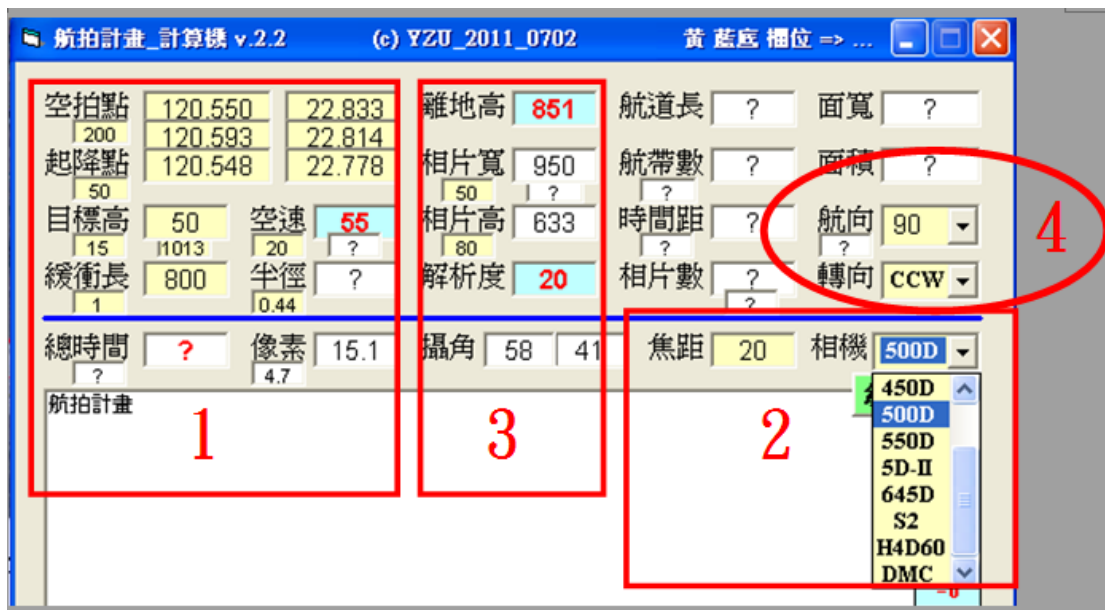 航拍計畫_計算機 v.2.2 (c) YZU_2011_0702 黃 藍底 欄位 => ...
空拍點 120.550 22.833 離地高 851 航道長 ? 面寬 ?
200 120.593 22.814
起降點 120.548 22.778 相片寬 950 航帶數 ? 面積 ?
50 50 ? ?
目標高 50 空速 55 相片高 633 時間距 ? 航向 90
15 1013 20 ? 80 ? ?
緩衝長 800 半徑 ? 解析度 20 相片數 ? 轉向 CCW
1 0.44 ?
總時間 ? 像素 15.1 攝角 58 41 焦距 20 相機 500D
? 4.7
航拍計畫
450D
500D
550D
5D-II
645D
S2
H4D60
DMC
1
3
2
4